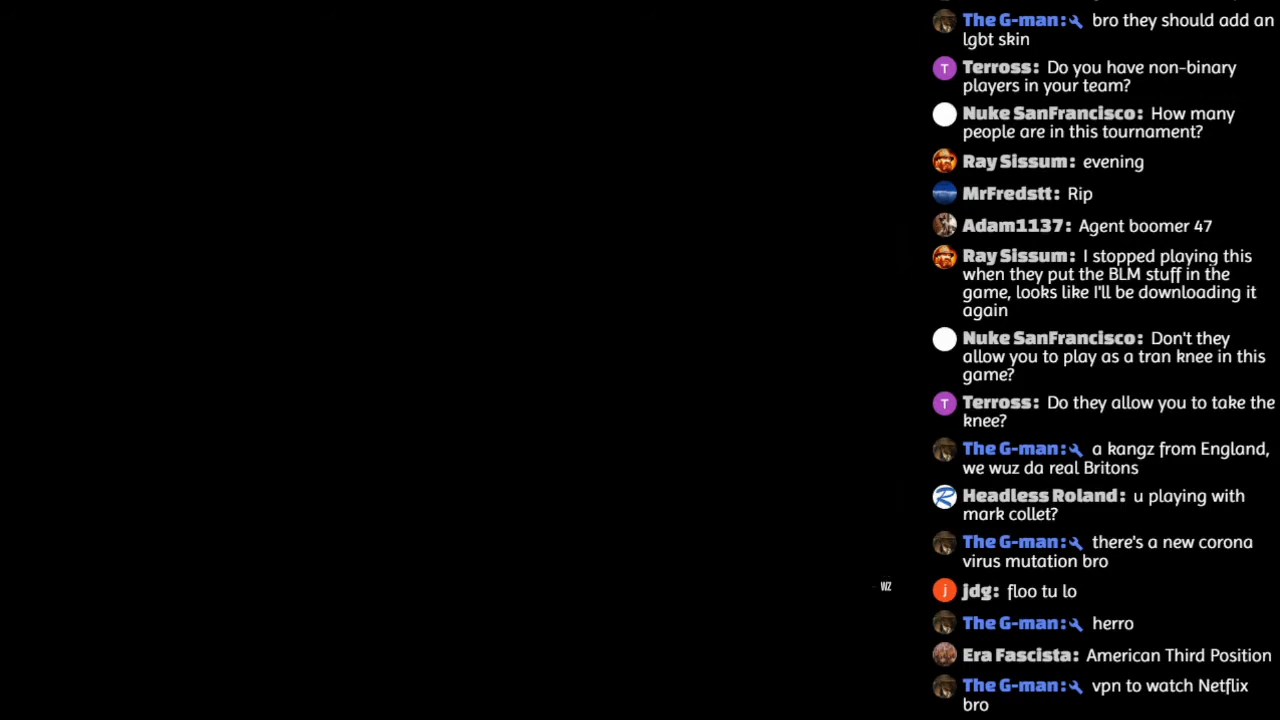 The G-man: bro they should add an
lgbt skin
T
Terross: Do you have non-binary
players in your team?
Nuke SanFrancisco: How many
people are in this tournament?
Ray Sissum: evening
MrFredstt: Rip
Adam1137: Agent boomer 47
Ray Sissum: I stopped playing this
when they put the BLM stuff in the
game, looks like I'll be downloading it
again
Nuke SanFrancisco: Don't they
allow you to play as a tran knee in this
game?
T
Terross: Do they allow you to take the
knee?
The G-man: a kangz from England,
we wuz da real Britons
R
Headless Roland: u playing with
mark collet?
The G-man: there's a new corona
virus mutation bro
WZ
j
jdg: floo tu lo
The G-man: herro
Era Fascista: American Third Position
The G-man: vpn to watch Netflix
bro